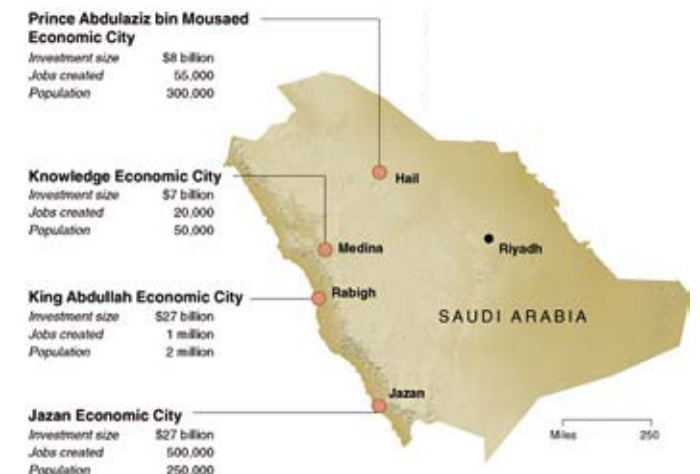 Prince Abdulaziz bin Mousaed
Economic City
Investment size $8 billion
Jobs created 55,000
Population 300,000
Hail
Knowledge Economic City
Investment size $7 billion
Jobs created 20,000
Population 50,000
Medina
Riyadh
King Abdullah Economic City
Rabigh
Investment size $27 billion
Jobs created 1 million
Population 2 million
SAUDI ARABIA
Jazan
Jazan Economic City
Investment size $27 billion
Jobs created 500,000
Population 250,000
Miles 250